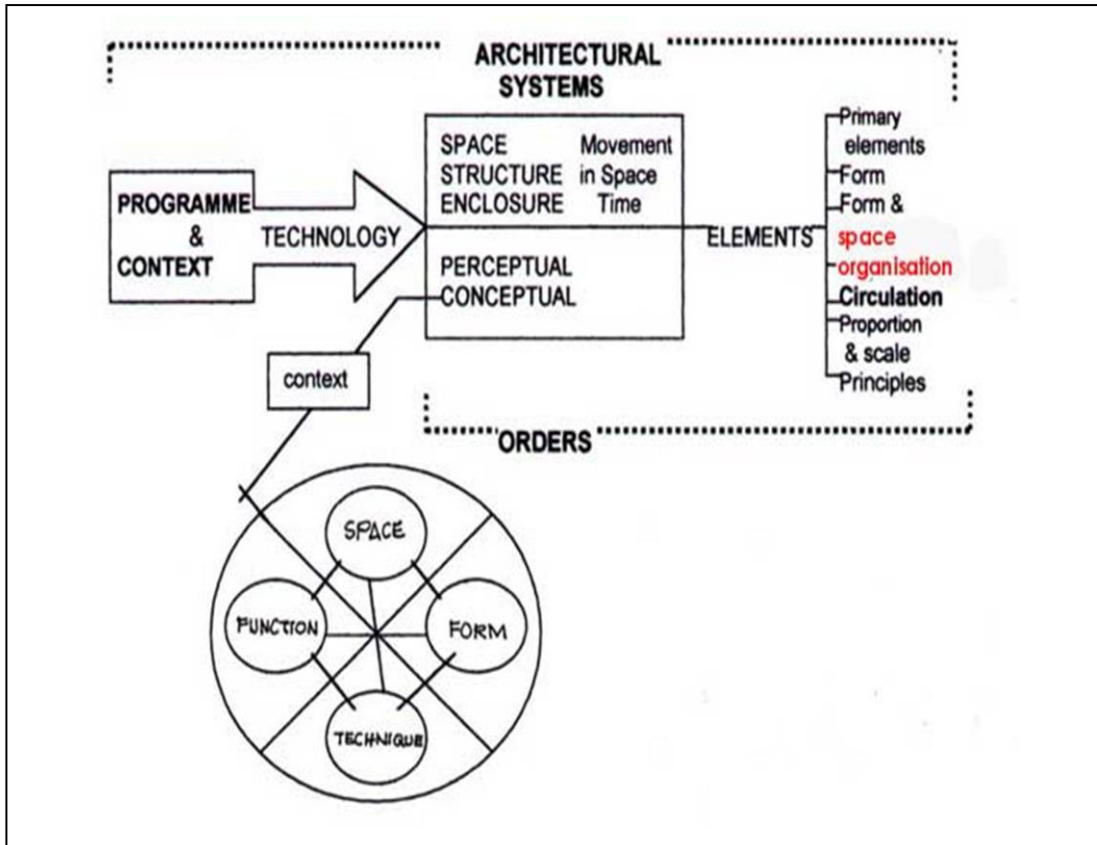 ARCHITECTURAL
SYSTEMS
PROGRAMME
&
CONTEXT
TECHNOLOGY
SPACE Movement
STRUCTURE in Space
ENCLOSURE Time
PERCEPTUAL
CONCEPTUAL
ELEMENTS
Primary
elements
Form
Form &
space
organisation
Circulation
Proportion
& scale
Principles
context
ORDERS
SPACE
FUNCTION
FORM
TECHNIQUE